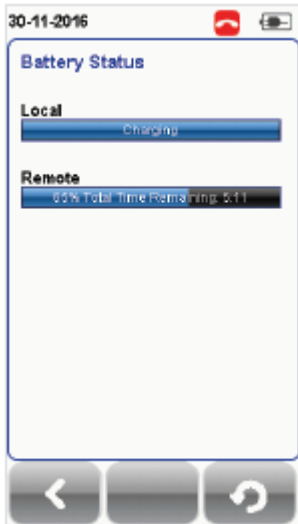 30-11-2016
Battery Status
Local
Charging
Remote
65% Total Time Remaining: 5:11